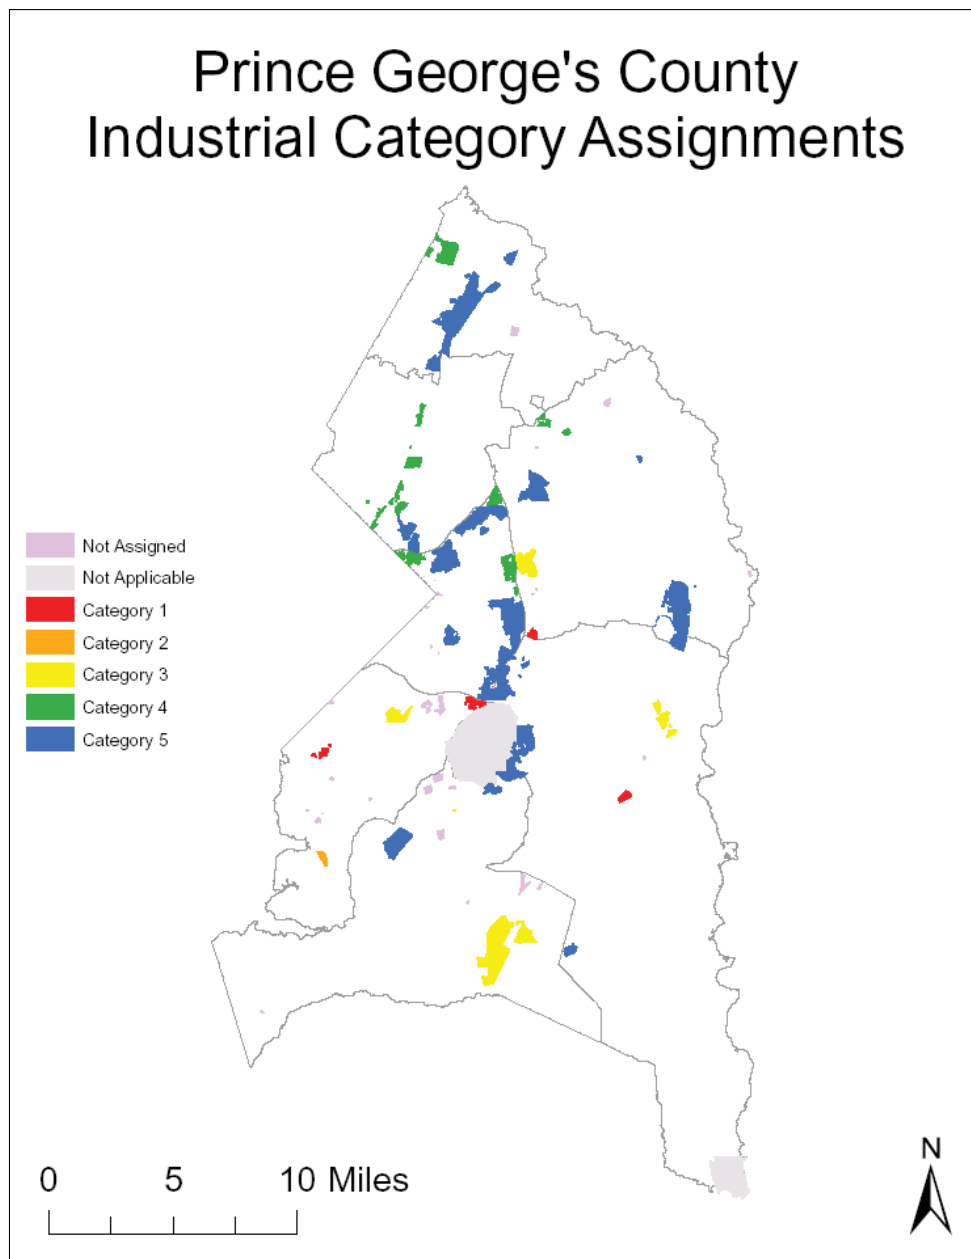 Prince George's County
Industrial Category Assignments
Not Assigned
Not Applicable
Category 1
Category 2
Category 3
Category 4
Category 5
0 5 10 Miles
N